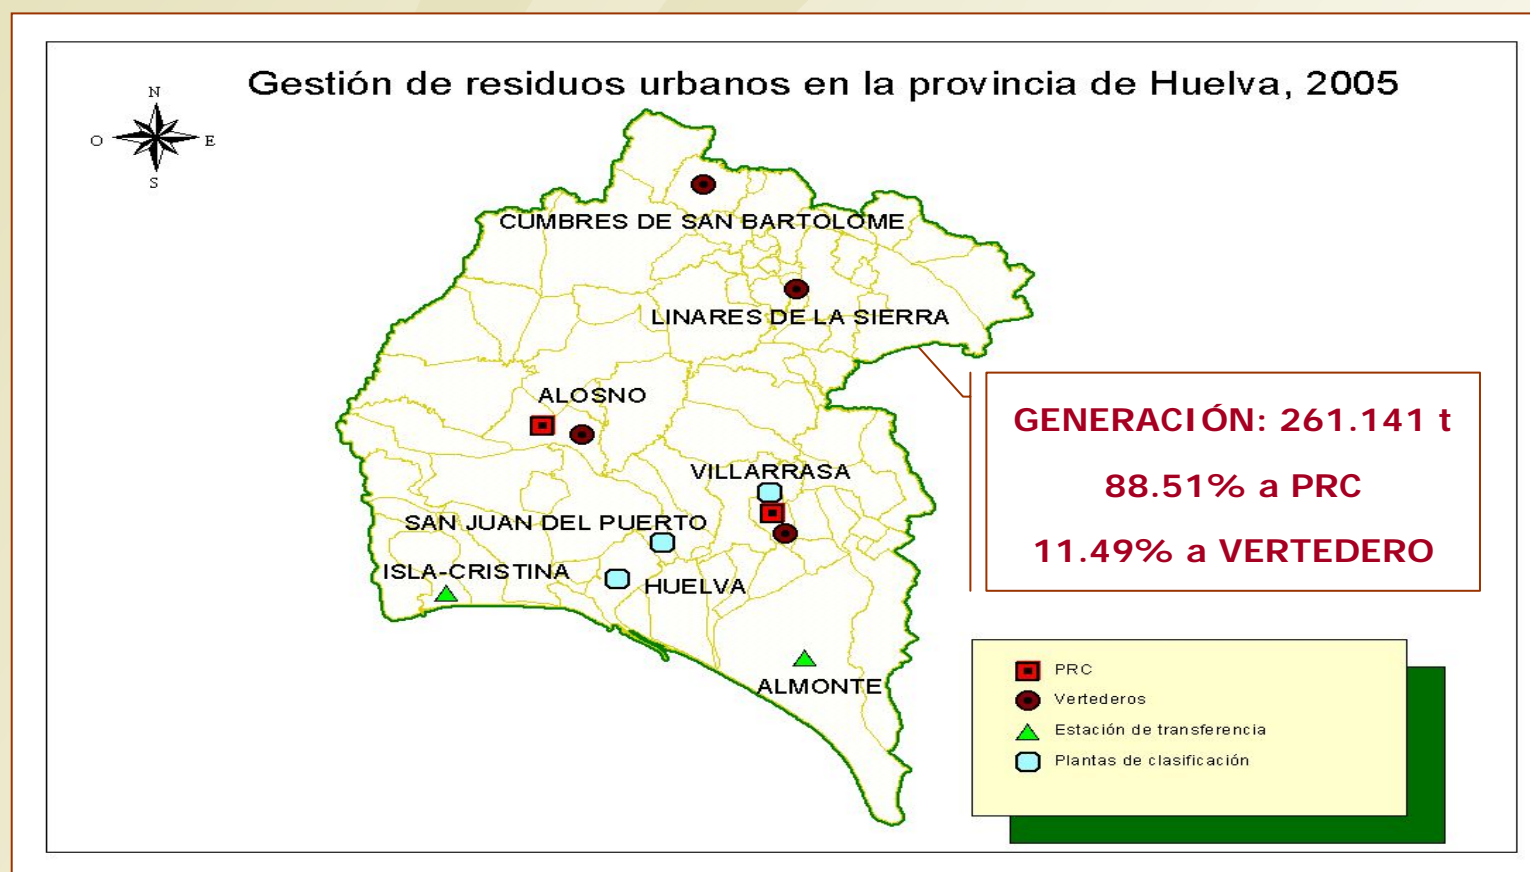 Gestión de residuos urbanos en la provincia de Huelva, 2005
N
O
E
S
CUMBRES DE SAN BARTOLOME
LINARES DE LA SIERRA
ALOSNO
VILLARRASA
SAN JUAN DEL PUERTO
ISLA-CRISTINA
HUELVA
ALMONTE
GENERACIÓN: 261.141 t
88.51% a PRC
11.49% a VERTEDERO
PRC
Vertederos
Estación de transferencia
Plantas de clasificación